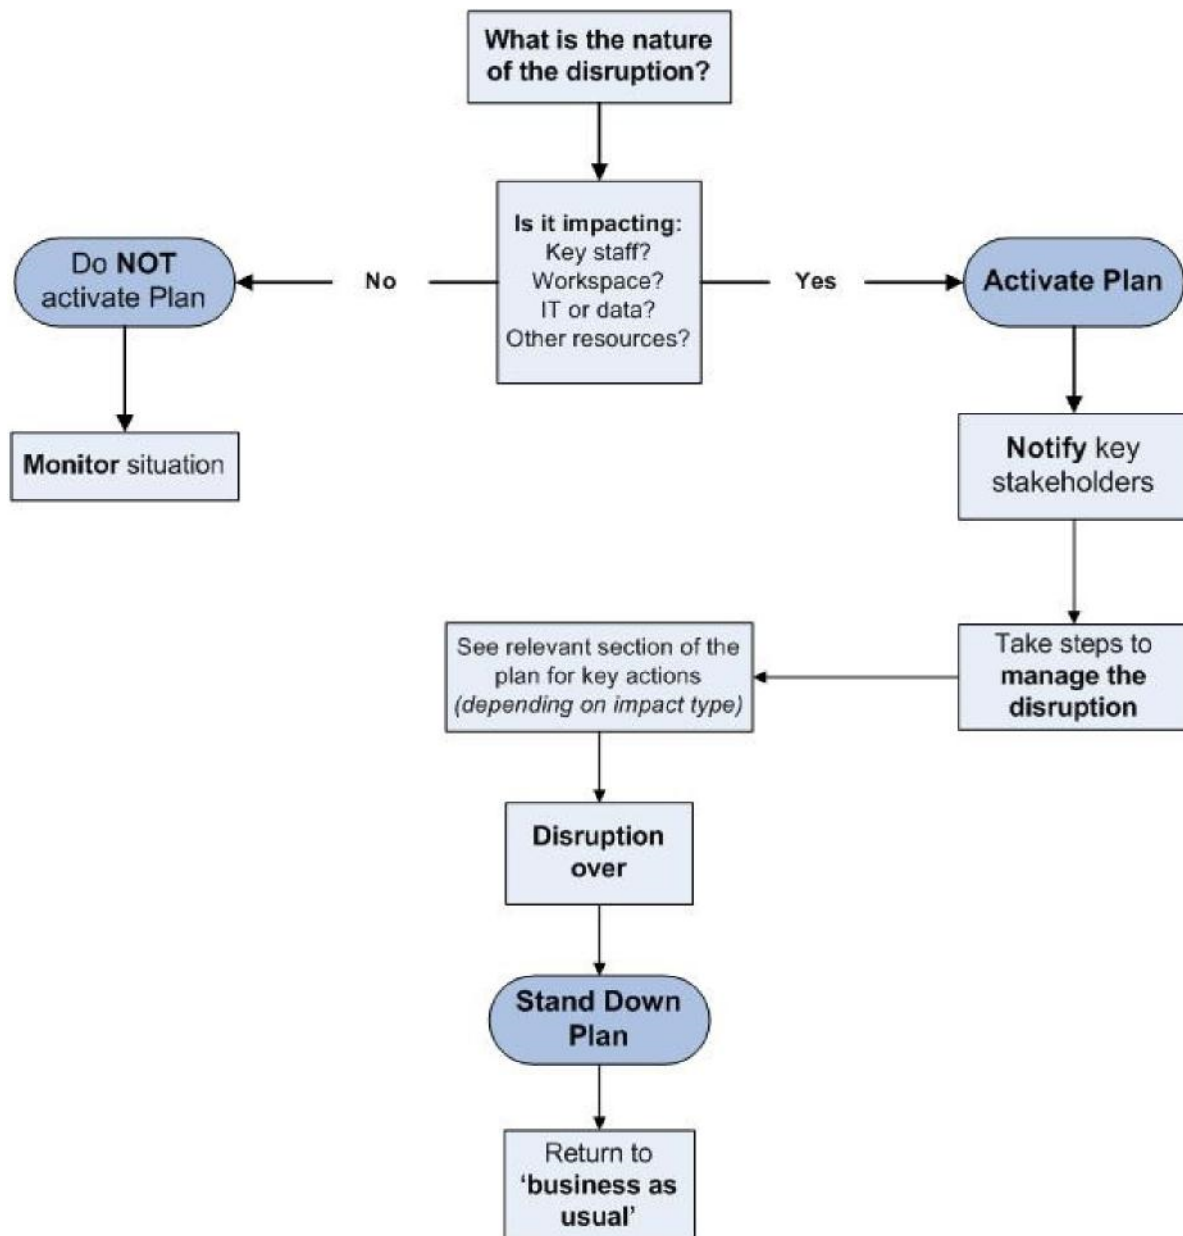 What is the nature
of the disruption?
Is it impacting:
Key staff?
Workspace?
IT or data?
Other resources?
No
Yes
Do NOT
activate Plan
Activate Plan
Monitor situation
Notify key
stakeholders
Take steps to
manage the
disruption
See relevant section of the
plan for key actions
(depending on impact type)
Disruption
over
Stand Down
Plan
Return to
‘business as
usual’